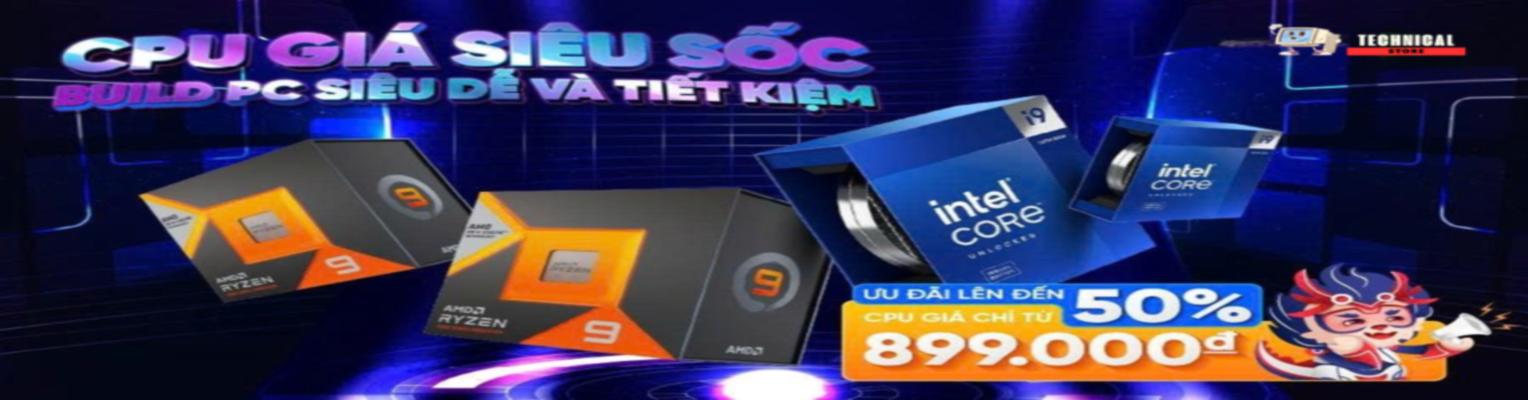 CPU GIÁ SIÊU SỐC
BUILD PC SIÊU DỄ VÀ TIẾT KIỆM
TECHNICAL
STORE
9
AMD
RYZEN
9
AMD
9
AMD
RYZEN
9
AMD
i9
intel
CORE
UNLOCKED
i9
intel
CORE
ƯU ĐÃI LÊN ĐẾN 50%
CPU GIÁ CHỈ TỪ
899.000đ